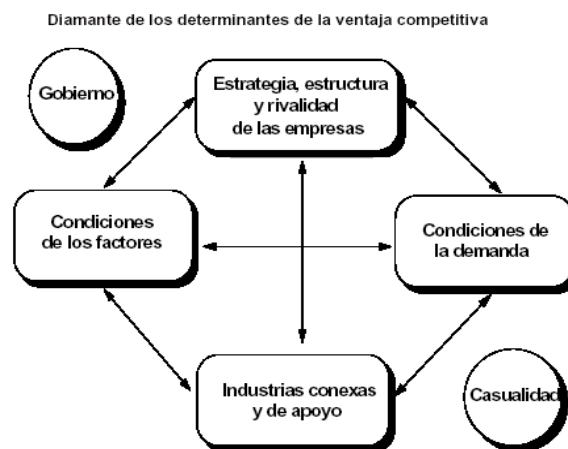 Diamante de los determinantes de la ventaja competitiva
Gobierno
Estrategia, estructura
y rivalidad
de las empresas
Condiciones
de los factores
Condiciones de
la demanda
Industrias conexas
y de apoyo
Casualidad